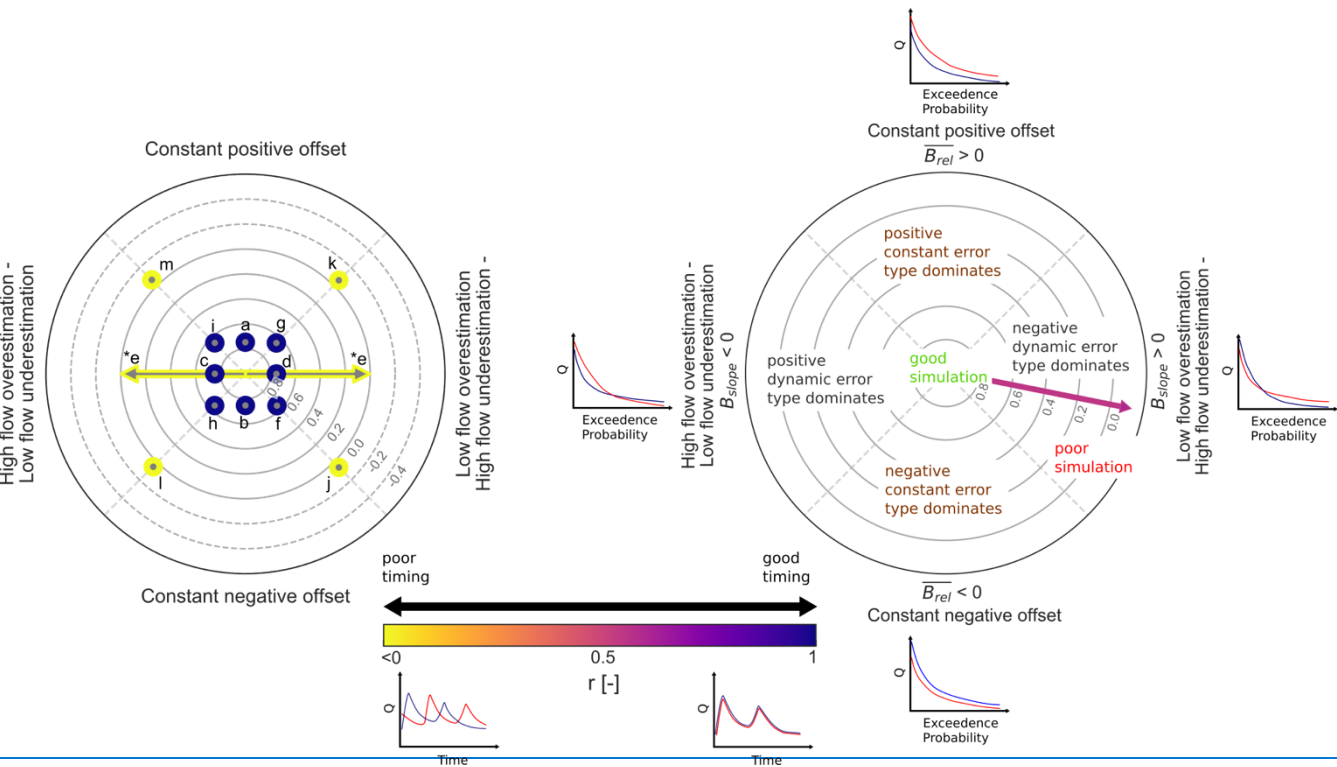 Q
Exceedence
Probability
Constant positive offset
B_rel > 0
Constant positive offset
High flow overestimation -
Low flow underestimation
m
k
i
a
g
*e
c
d
*e
h
b
f
l
j
0.8
0.6
0.4
0.2
0.0
-0.2
-0.4
Low flow overestimation -
High flow underestimation
Constant negative offset
Q
Exceedence
Probability
High flow overestimation -
Low flow underestimation
B_slope < 0
positive
constant error
type dominates
positive
dynamic error
type dominates
good
simulation
negative
dynamic error
type dominates
0.8
0.6
0.4
0.2
0.0
poor
simulation
negative
constant error
type dominates
B_slope > 0
Low flow overestimation -
High flow underestimation
Q
Exceedence
Probability
B_rel < 0
Constant negative offset
Q
Exceedence
Probability
poor
timing
good
timing
<0
0.5
1
r [-]
Q
Time
Q
Time